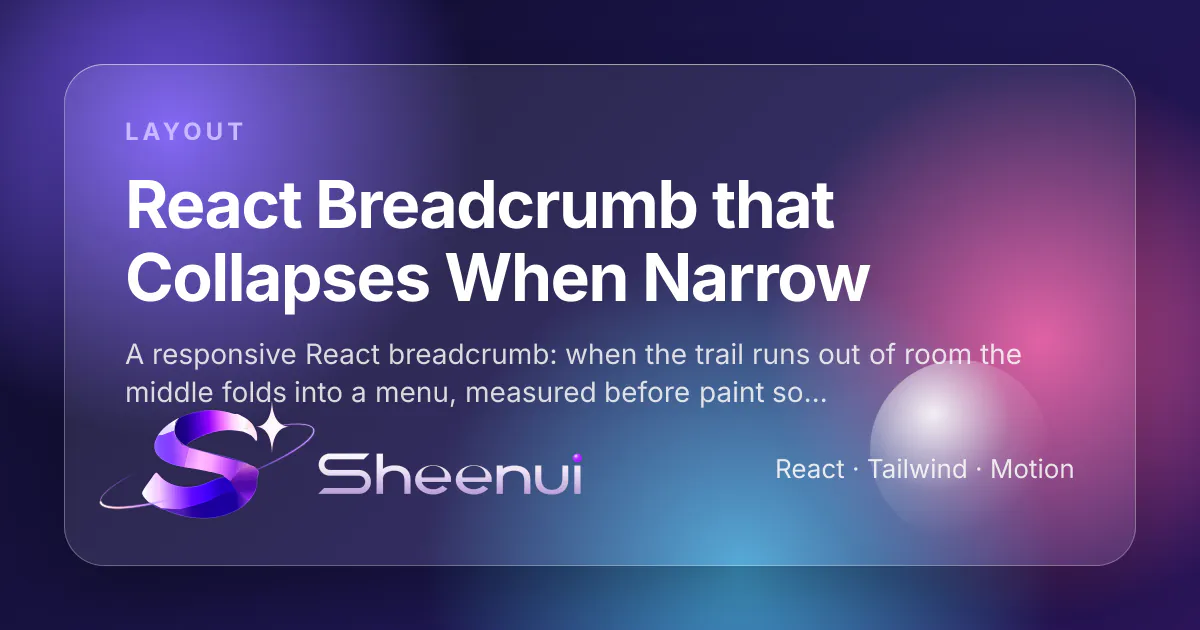 LAYOUT
React Breadcrumb that
Collapses When Narrow
A responsive React breadcrumb: when the trail runs out of room the
middle folds into a menu, measured before paint so...
Sheenui
React · Tailwind · Motion